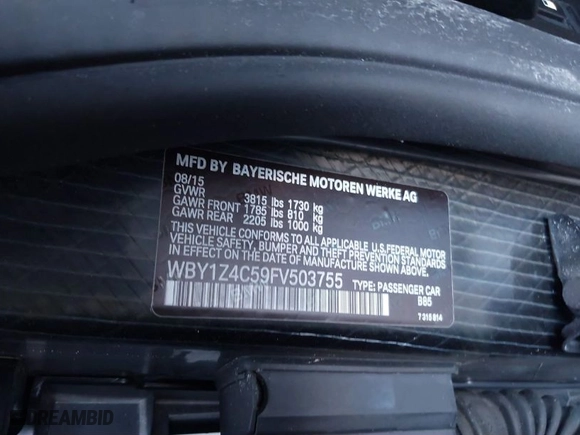 MFD BY BAYERISCHE MOTOREN WERKE AG
08/15
GVWR 3815 lbs 1730 kg
GAWR FRONT 1785 lbs 810 kg
GAWR REAR 2205 lbs 1000 kg
THIS VEHICLE CONFORMS TO ALL APPLICABLE U.S.FEDERAL MOTOR
VEHICLE SAFETY, BUMPER AND THEFT PREVENTION STANDARDS
IN EFFECT ON THE DATE OF MANUFACTURE SHOWN ABOVE.
WBY1Z4C59FV503755 TYPE: PASSENGER CAR
B85
7 315 814
DREAMBID